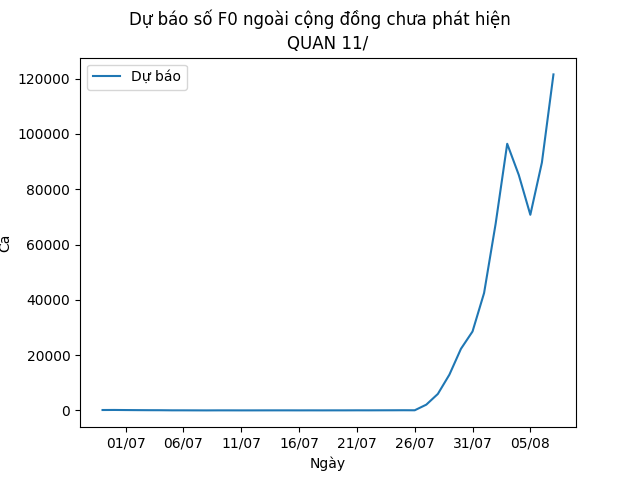 Dự báo số F0 ngoài cộng đồng chưa phát hiện
QUAN 11/
Dự báo
120000
100000
80000
60000
40000
20000
0
Ca
01/07 06/07 11/07 16/07 21/07 26/07 31/07 05/08
Ngày